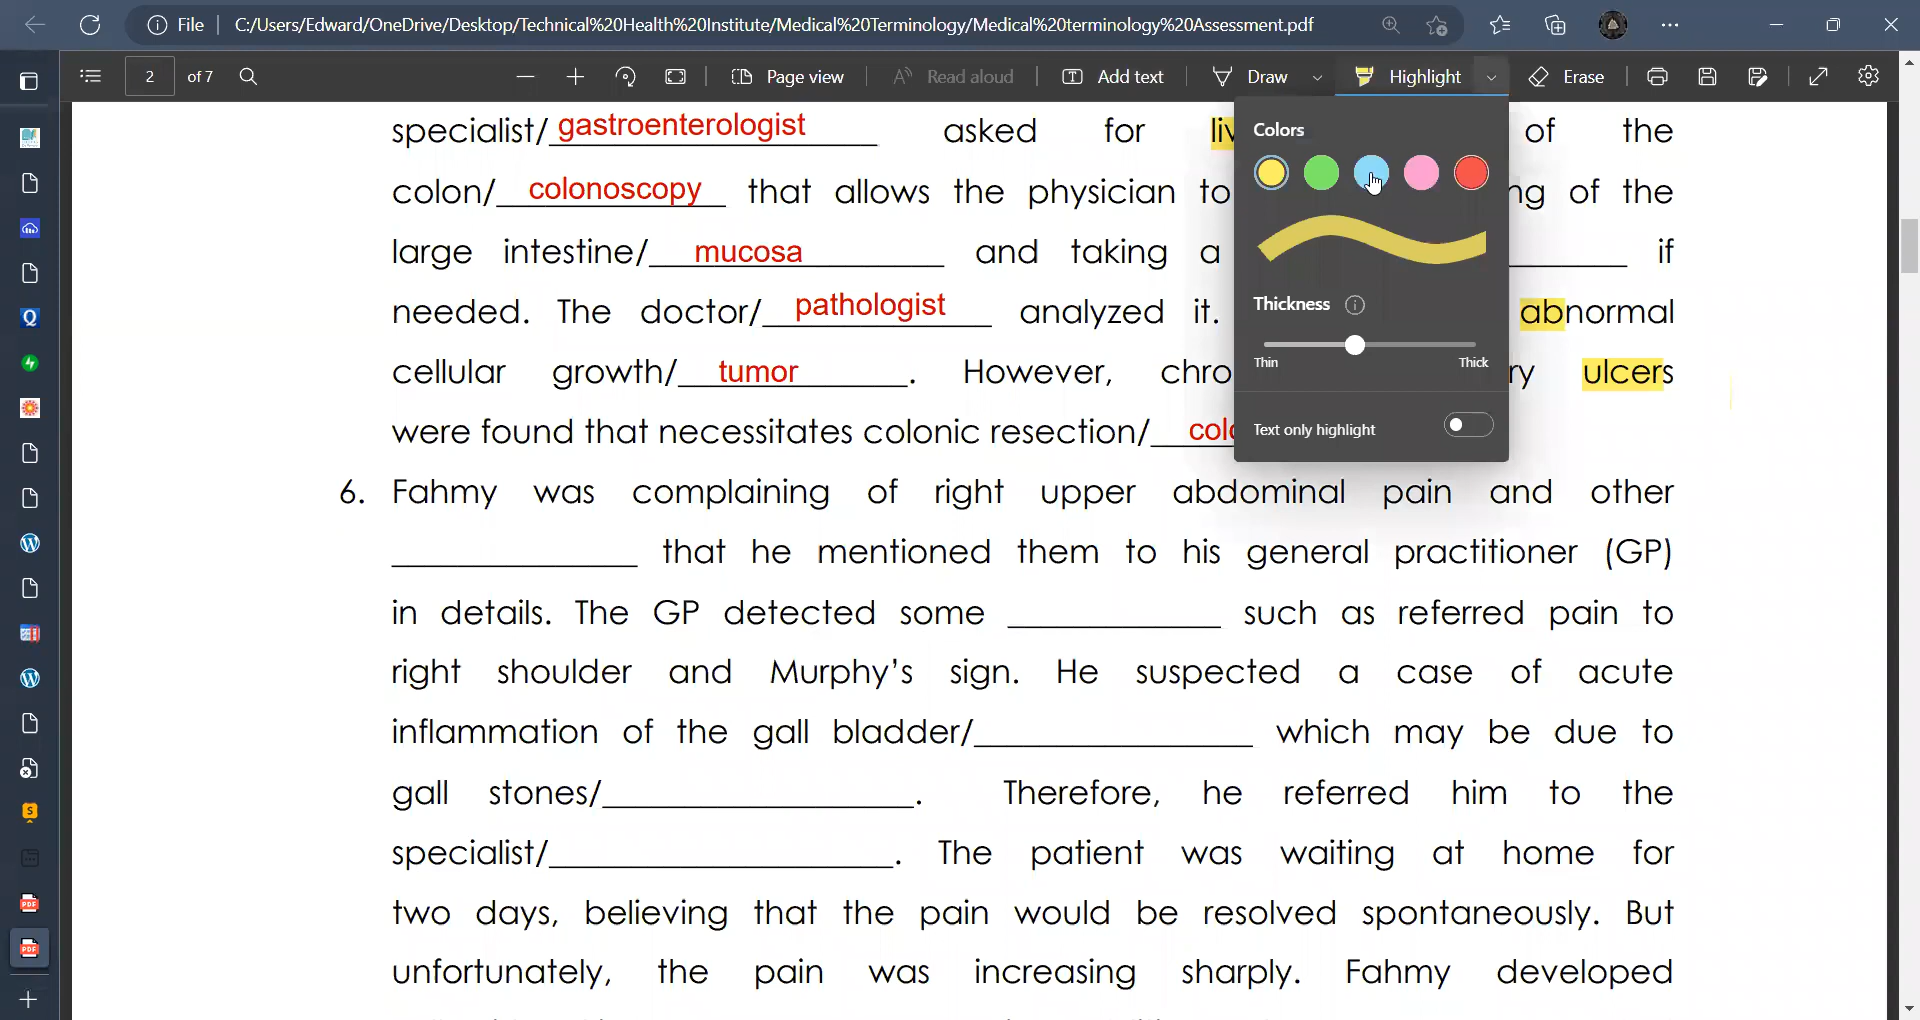 File C:/Users/Edward/OneDrive/Desktop/Technical%20Health%20Institute/Medical%20Terminology/Medical%20terminology%20Assessment.pdf
2 of 7 Page view Read aloud Add text Draw Highlight Erase
Colors
Thickness
Thin Thick
Text only highlight
specialist/ gastroenterologist asked for of the
colon/ colonoscopy that allows the physician to of the
large intestine/ mucosa and taking a if
needed. The doctor/ pathologist analyzed it. abnormal
cellular growth/ tumor. However, ulcers
were found that necessitates colonic resection/
6. Fahmy was complaining of right upper abdominal pain and other
______________ that he mentioned them to his general practitioner (GP)
in details. The GP detected some ____________ such as referred pain to
right shoulder and Murphy's sign. He suspected a case of acute
inflammation of the gall bladder/________________ which may be due to
gall stones/__________________. Therefore, he referred him to the
specialist/____________________. The patient was waiting at home for
two days, believing that the pain would be resolved spontaneously. But
unfortunately, the pain was increasing sharply. Fahmy developed